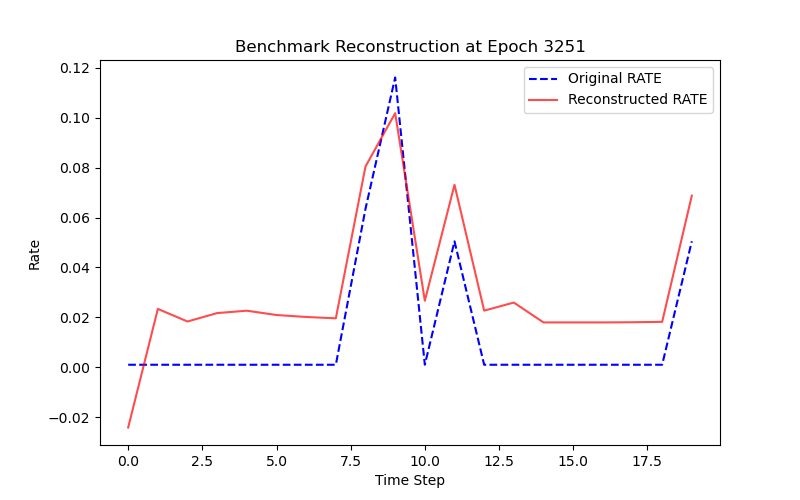 Benchmark Reconstruction at Epoch 3251
Original RATE
Reconstructed RATE
0.12
0.10
0.08
0.06
0.04
0.02
0.00
−0.02
Rate
0.0 2.5 5.0 7.5 10.0 12.5 15.0 17.5
Time Step